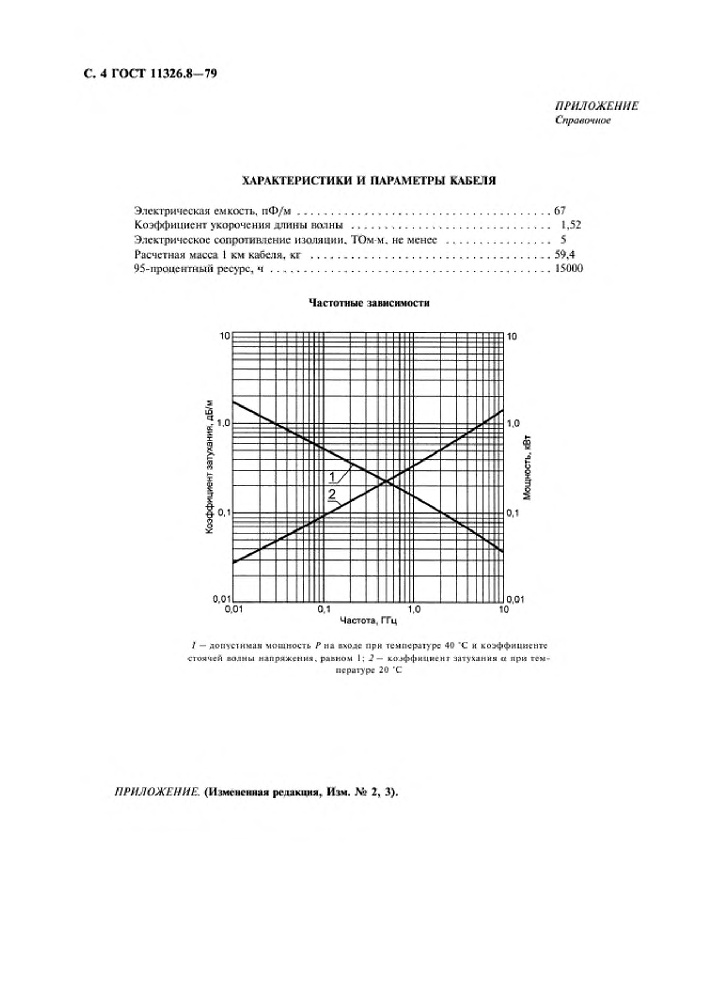 С. 4 ГОСТ 11326.8—79
ПРИЛОЖЕНИЕ
Справочное
ХАРАКТЕРИСТИКИ И ПАРАМЕТРЫ КАБЕЛЯ
Электрическая емкость, пФ/м . . . . . . . . . . . . . . . . . . . . . . . . . . . . . . . . . . . . . 67
Коэффициент укорочения длины волны . . . . . . . . . . . . . . . . . . . . . . . . . . . . . 1,52
Электрическое сопротивление изоляции, ТОм·м, не менее . . . . . . . . . . . . . . . . 5
Расчетная масса 1 км кабеля, кг . . . . . . . . . . . . . . . . . . . . . . . . . . . . . . . . . . . 59,4
95-процентный ресурс, ч . . . . . . . . . . . . . . . . . . . . . . . . . . . . . . . . . . . . . . . . . 15000
Частотные зависимости
10
10
Коэффициент затухания, дБ/м
1,0
1,0
Мощность, кВт
1
2
0,1
0,1
0,01
0,01
0,01
0,1
1,0
10
Частота, ГГц
1 — допустимая мощность P на входе при температуре 40 °С и коэффициенте
стоячей волны напряжения, равном 1; 2 — коэффициент затухания α при тем-
пературе 20 °С
ПРИЛОЖЕНИЕ. (Измененная редакция, Изм. № 2, 3).